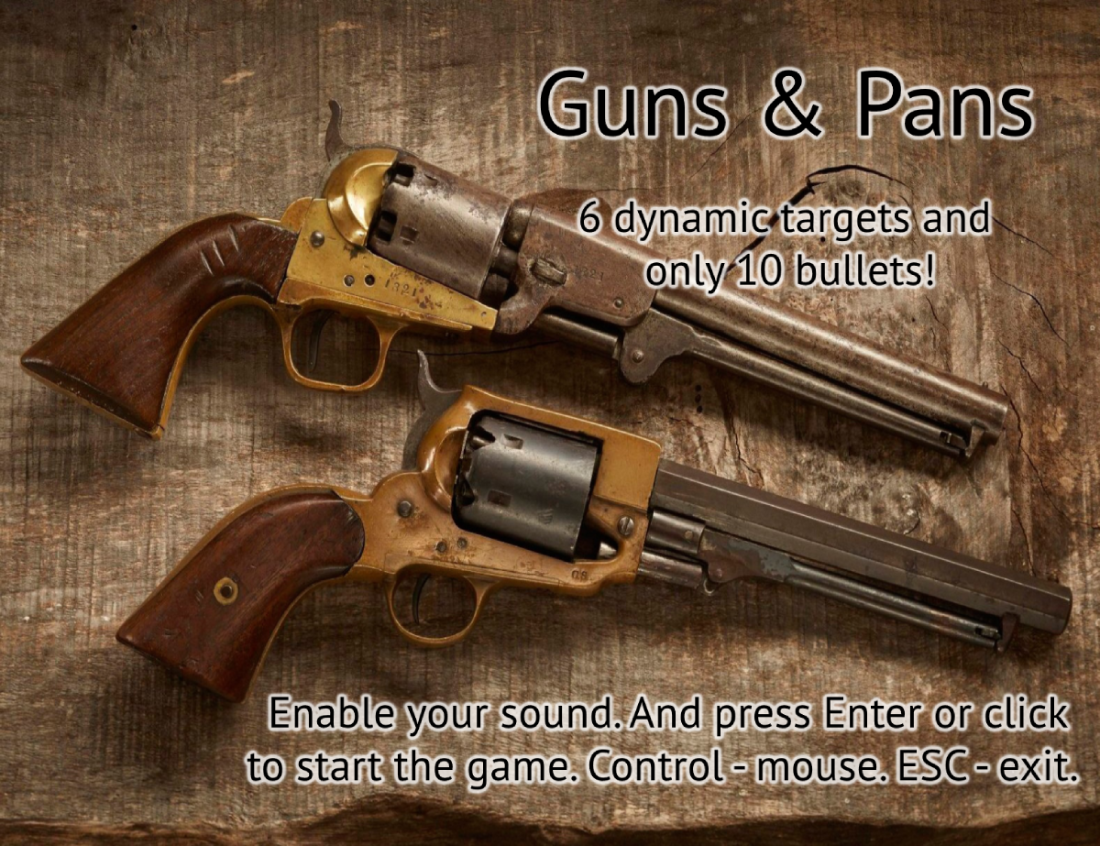 Guns & Pans
6 dynamic targets and
only 10 bullets!
1821
Enable your sound. And press Enter or click
to start the game. Control - mouse. ESC - exit.